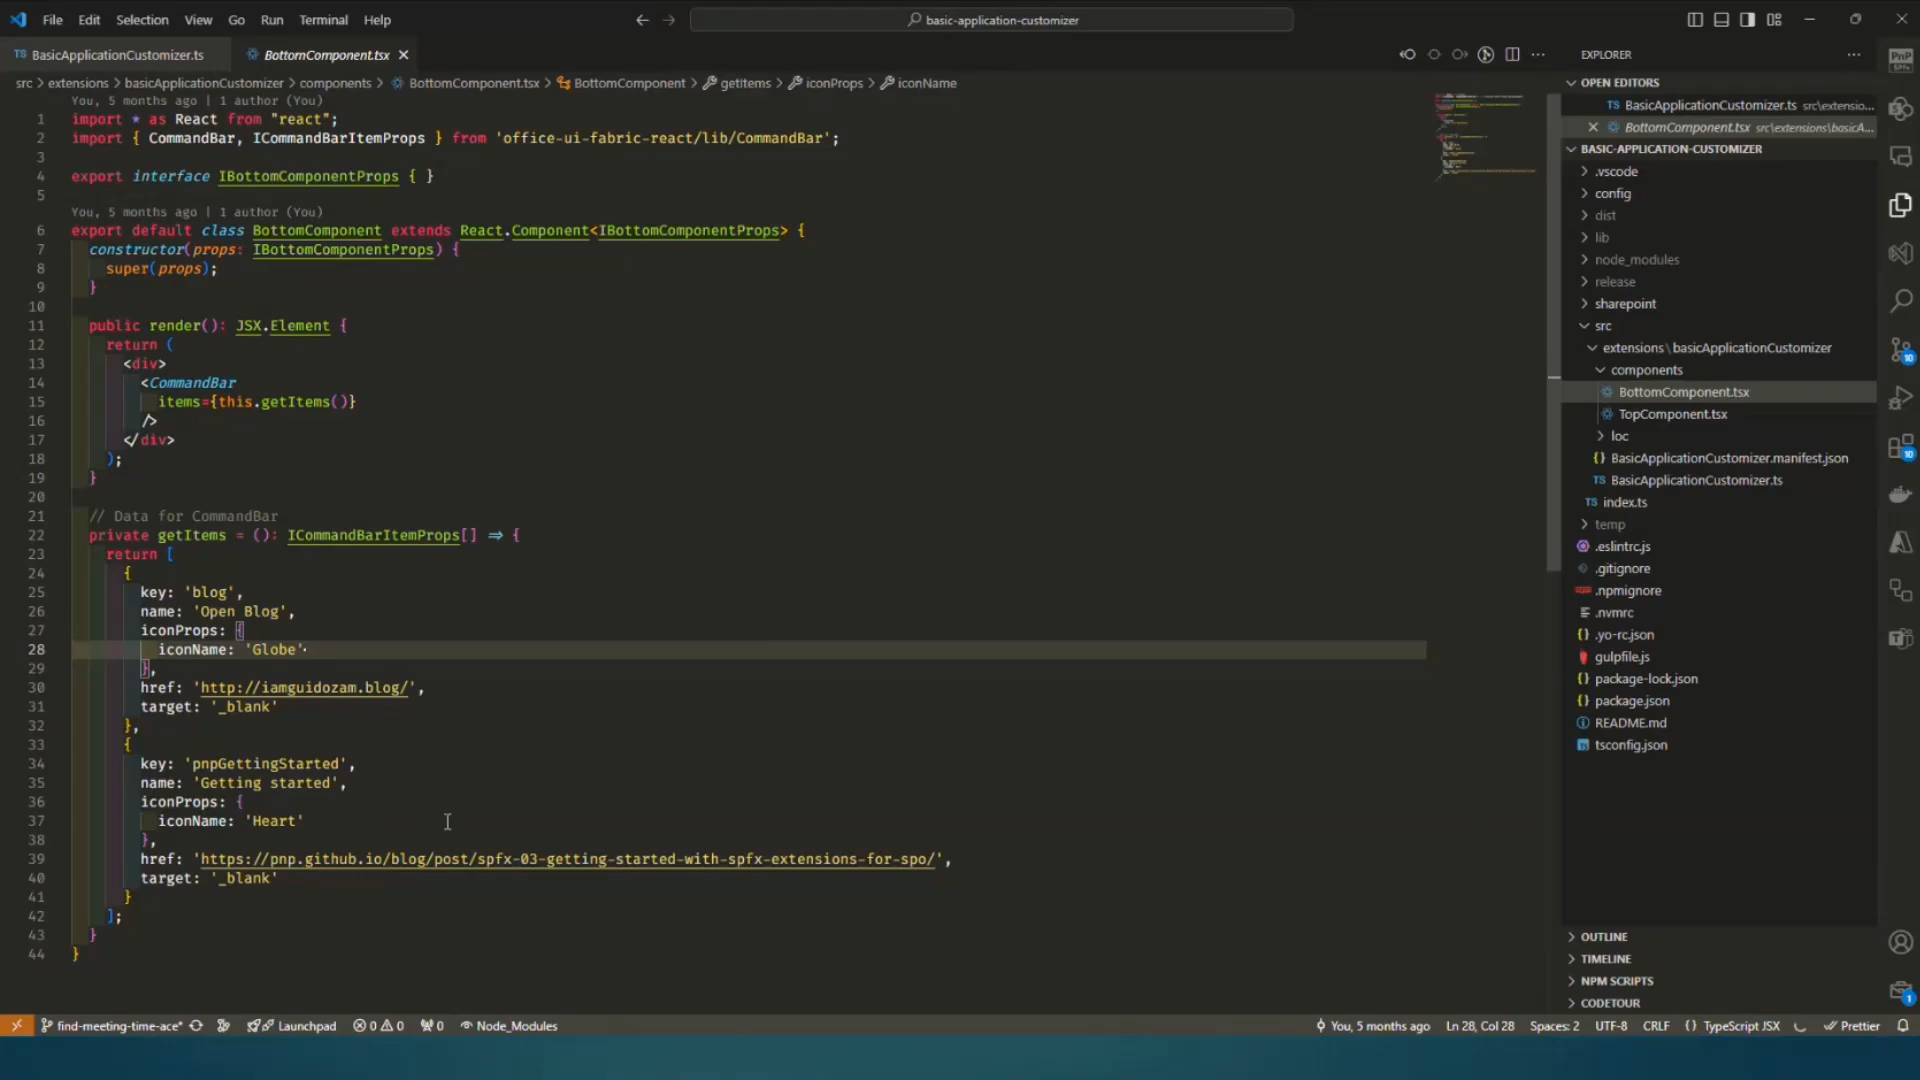 File Edit Selection View Go Run Terminal Help
basic-application-customizer
TS BasicApplicationCustomizer.ts
BottomComponent.tsx
src > extensions > basicApplicationCustomizer > components > BottomComponent.tsx > BottomComponent > getItems > iconProps > iconName
You, 5 months ago | 1 author (You)
1 import * as React from "react";
2 import { CommandBar, ICommandBarItemProps } from 'office-ui-fabric-react/lib/CommandBar';
3
4 export interface IBottomComponentProps { }
5
You, 5 months ago | 1 author (You)
6 export default class BottomComponent extends React.Component<IBottomComponentProps> {
7 constructor(props: IBottomComponentProps) {
8 super(props);
9 }
10
11 public render(): JSX.Element {
12 return (
13 <div>
14 <CommandBar
15 items={this.getItems()}
16 />
17 </div>
18 );
19 }
20
21 // Data for CommandBar
22 private getItems = (): ICommandBarItemProps[] => {
23 return [
24 {
25 key: 'blog',
26 name: 'Open Blog',
27 iconProps: {
28 iconName: 'Globe'
29 },
30 href: 'http://iamguidozam.blog/',
31 target: '_blank'
32 },
33 {
34 key: 'pnpGettingStarted',
35 name: 'Getting started',
36 iconProps: {
37 iconName: 'Heart'
38 },
39 href: 'https://pnp.github.io/blog/post/spfx-03-getting-started-with-spfx-extensions-for-spo/',
40 target: '_blank'
41 }
42 ];
43 }
44 }
EXPLORER
OPEN EDITORS
TS BasicApplicationCustomizer.ts src\extensio...
BottomComponent.tsx src\extensions\basicA...
BASIC-APPLICATION-CUSTOMIZER
.vscode
config
dist
lib
node_modules
release
sharepoint
src
extensions\basicApplicationCustomizer
components
BottomComponent.tsx
TopComponent.tsx
loc
{} BasicApplicationCustomizer.manifest.json
TS BasicApplicationCustomizer.ts
TS index.ts
temp
.eslintrc.js
.gitignore
.npmignore
.nvmrc
{} .yo-rc.json
gulpfile.js
{} package-lock.json
{} package.json
README.md
tsconfig.json
OUTLINE
TIMELINE
NPM SCRIPTS
CODETOUR
PnP
10
10
1
find-meeting-time-ace* Launchpad 0 0 0 Node_Modules
You, 5 months ago Ln 28, Col 28 Spaces: 2 UTF-8 CRLF {} TypeScript JSX Prettier